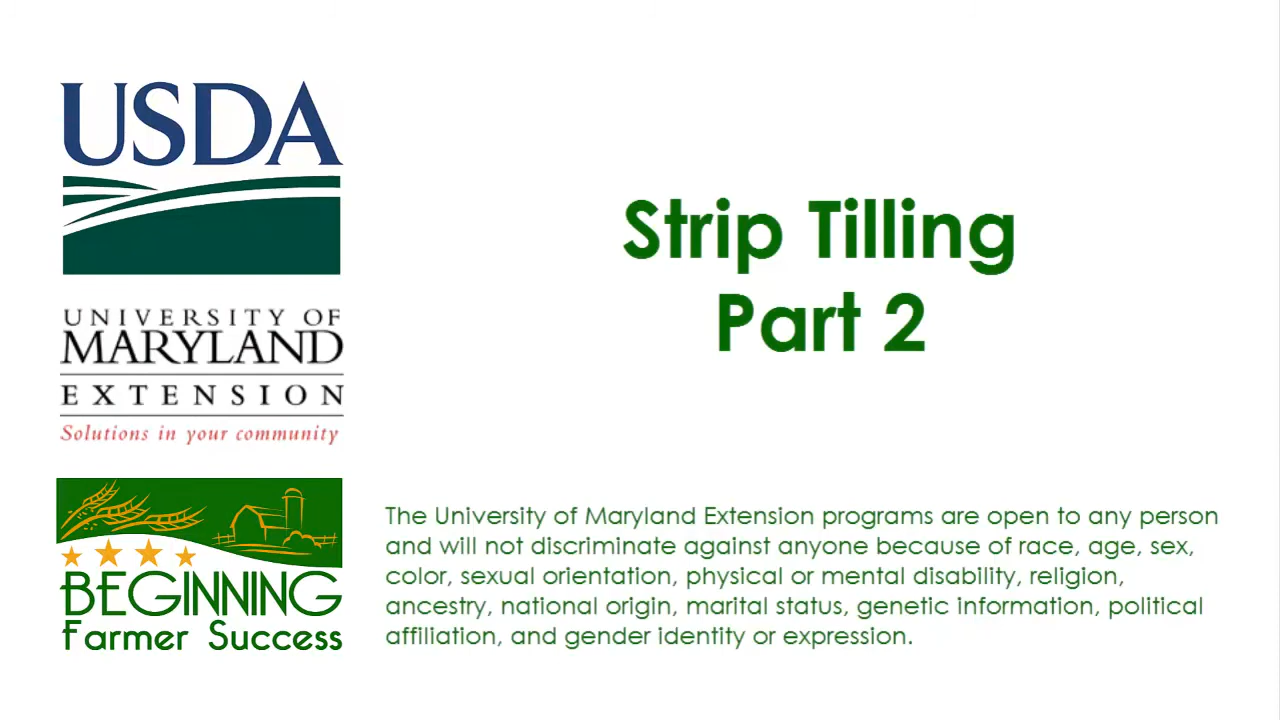 USDA
UNIVERSITY OF
MARYLAND
EXTENSION
Solutions in your community
BEGINNING
Farmer Success
Strip Tilling
Part 2
The University of Maryland Extension programs are open to any person
and will not discriminate against anyone because of race, age, sex,
color, sexual orientation, physical or mental disability, religion,
ancestry, national origin, marital status, genetic information, political
affiliation, and gender identity or expression.